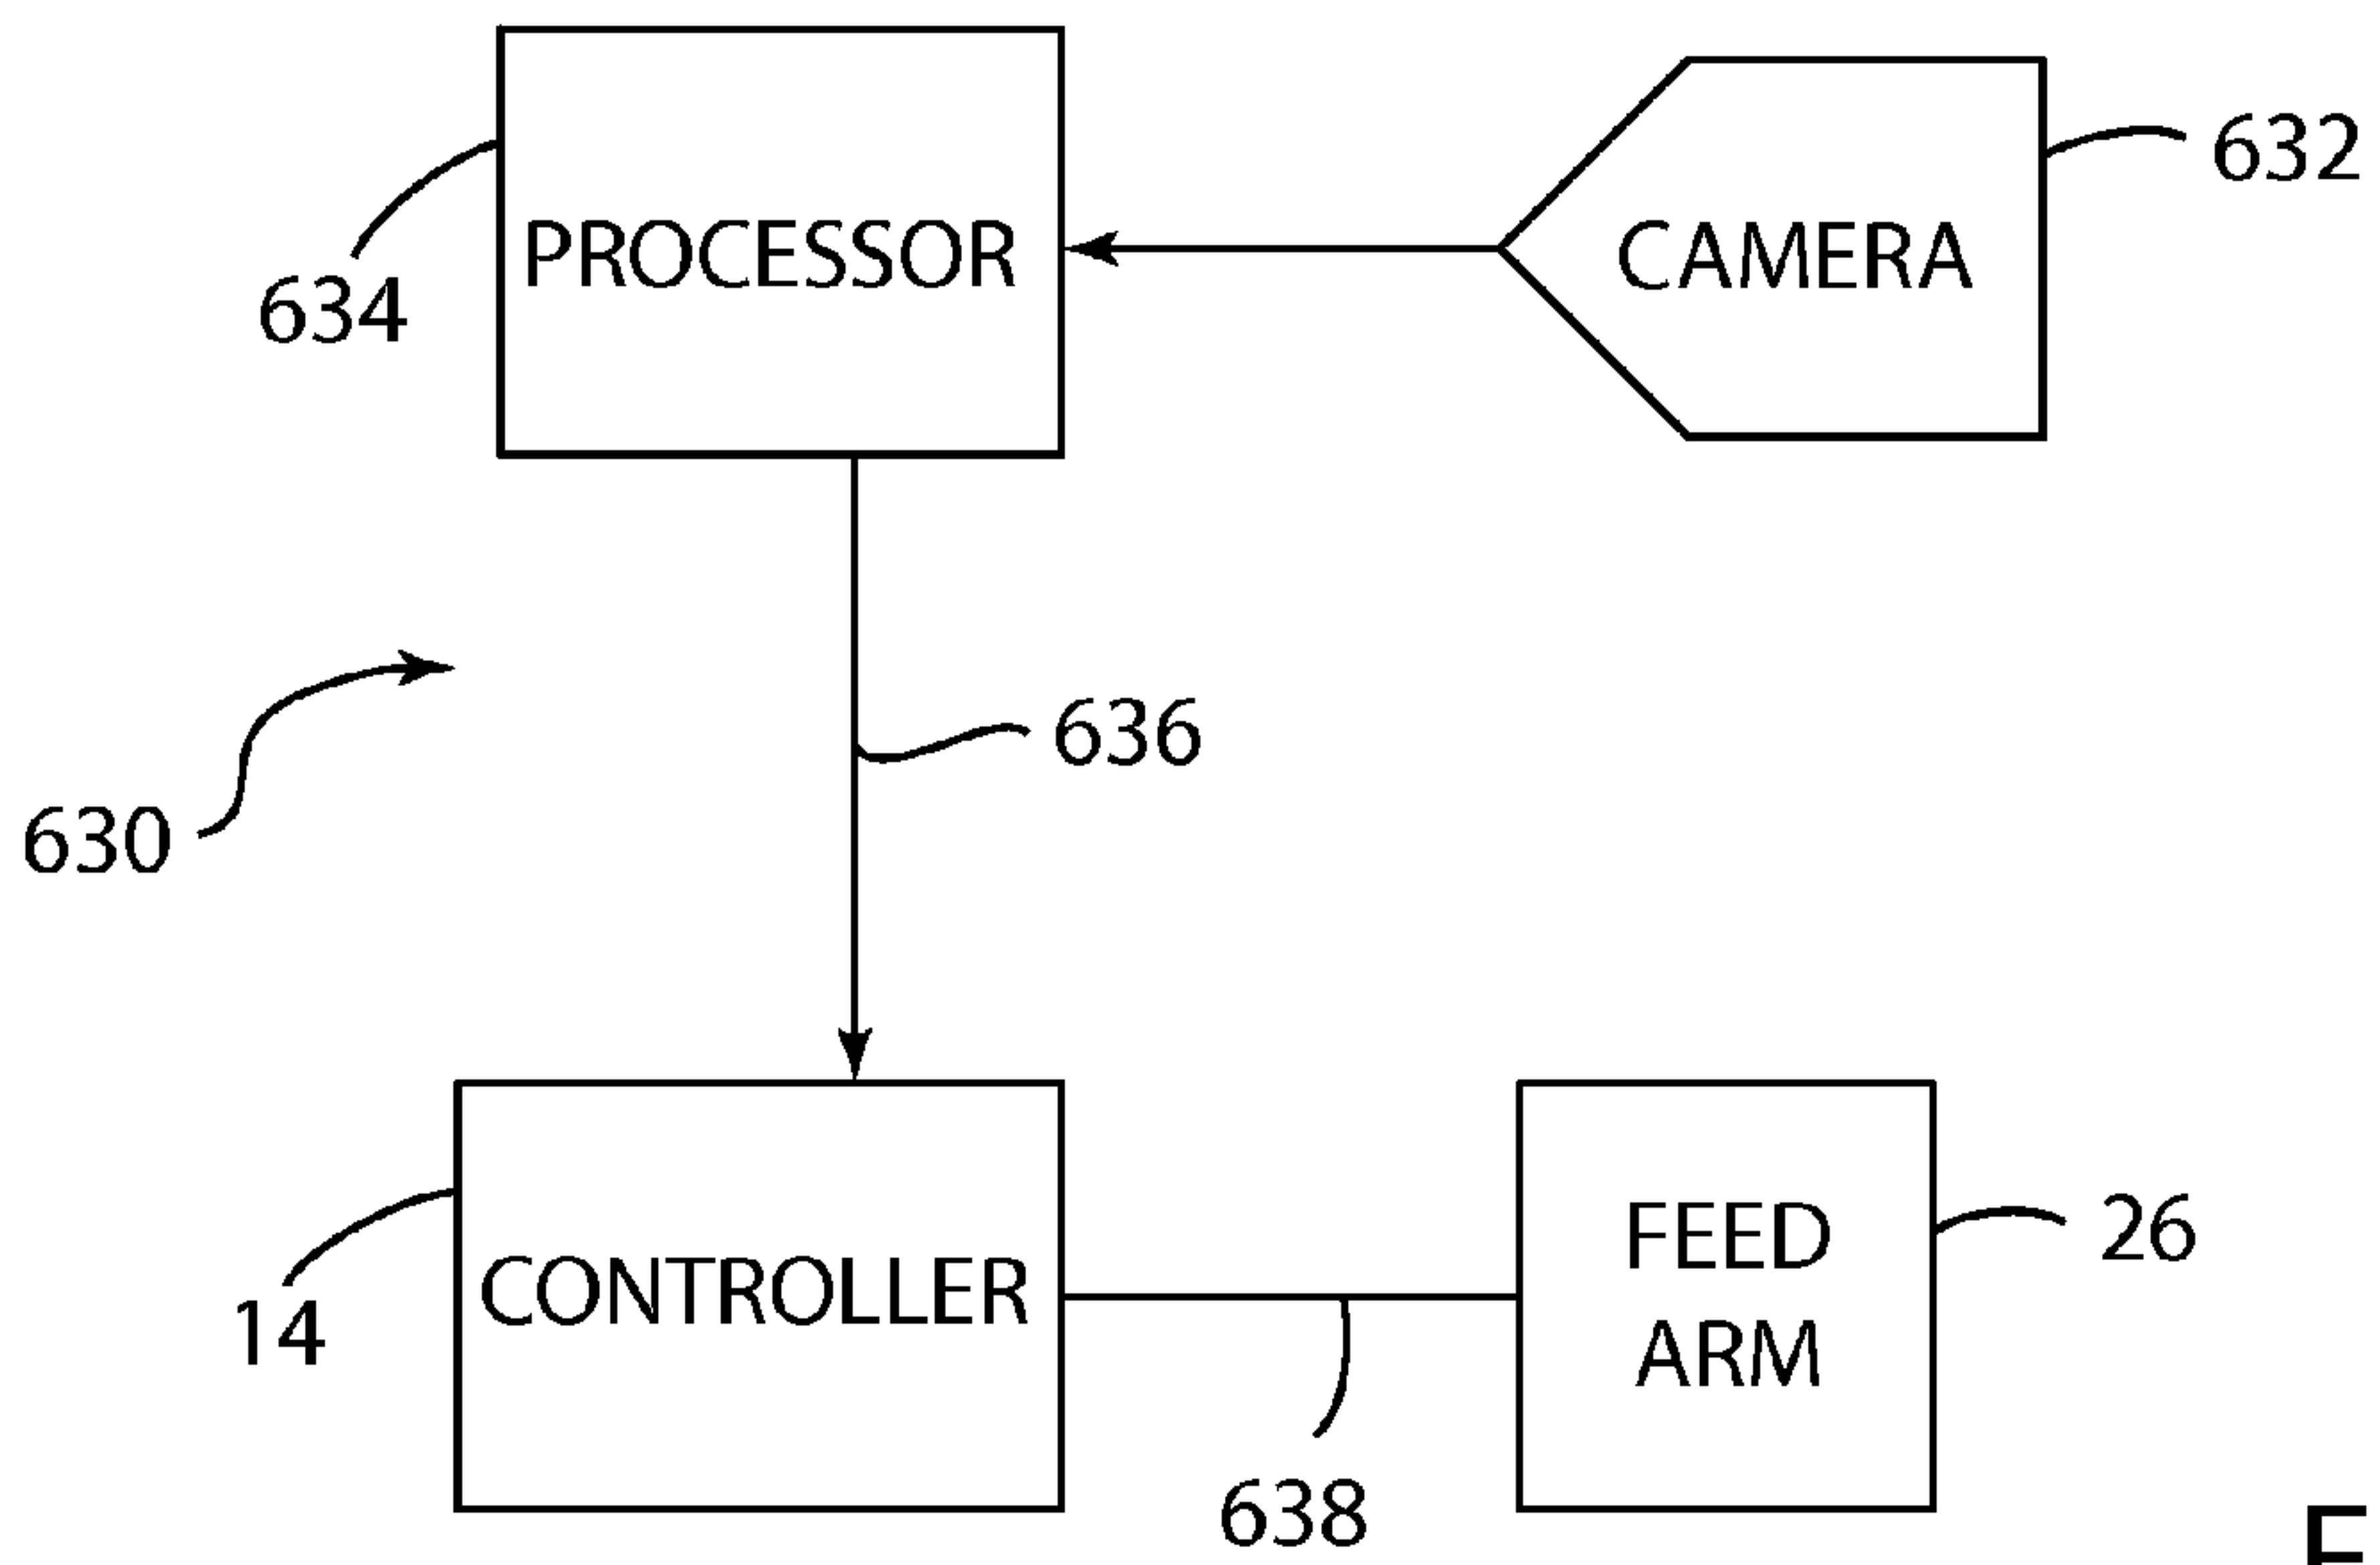 PROCESSOR
CAMERA
632
634
636
630
CONTROLLER
FEED
ARM
26
14
638
F